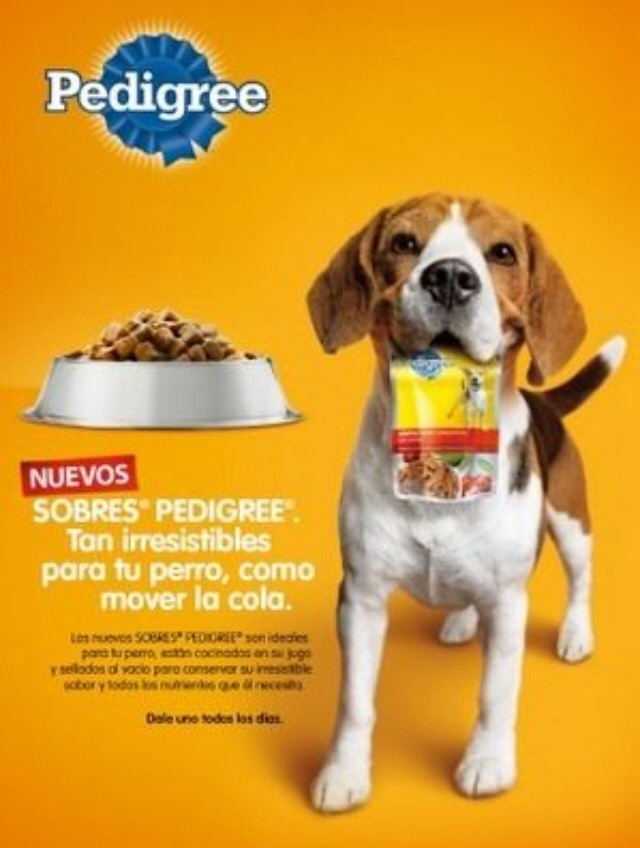 Pedigree
NUEVOS
SOBRES® PEDIGREE®.
Tan irresistibles
para tu perro, como
mover la cola.
Los nuevos SOBRES® PEDIGREE® son ideales
para tu perro, están cocinados en su jugo
y sellados al vacío para conservar su irresistible
sabor y todos los nutrientes que él necesita.
Dale uno todos los días.